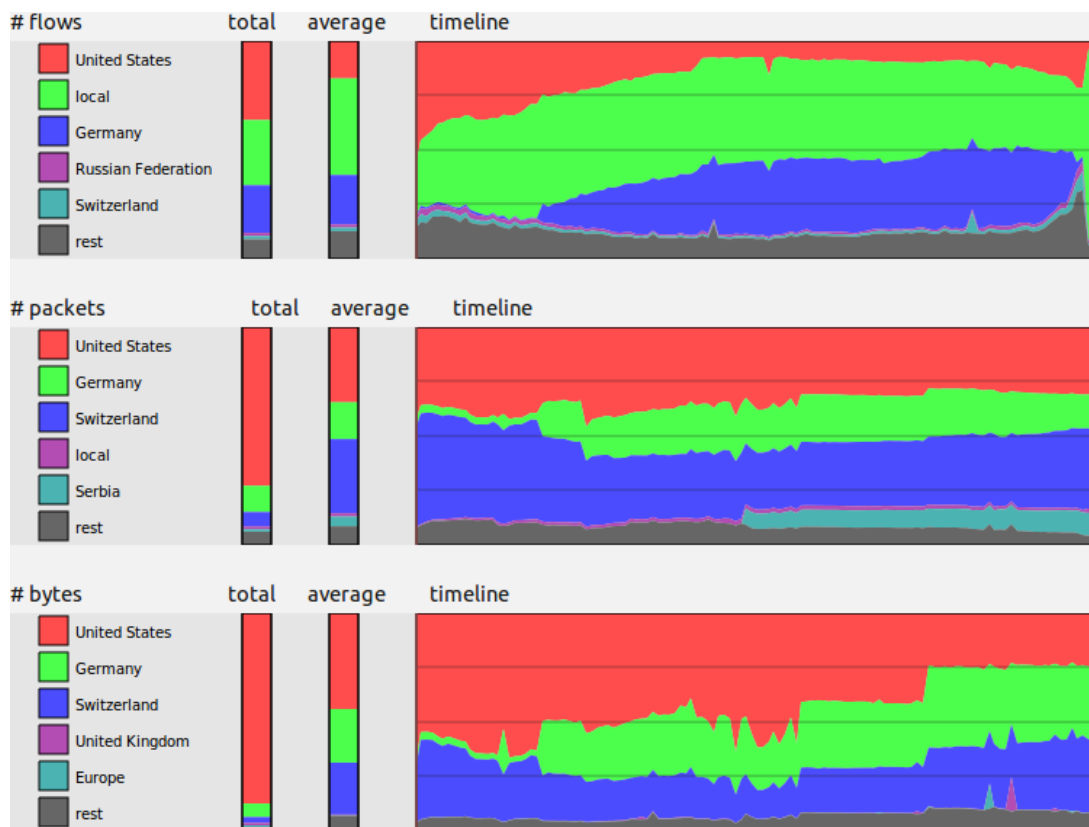 # flows total average timeline
United States
local
Germany
Russian Federation
Switzerland
rest
# packets total average timeline
United States
Germany
Switzerland
local
Serbia
rest
# bytes total average timeline
United States
Germany
Switzerland
United Kingdom
Europe
rest